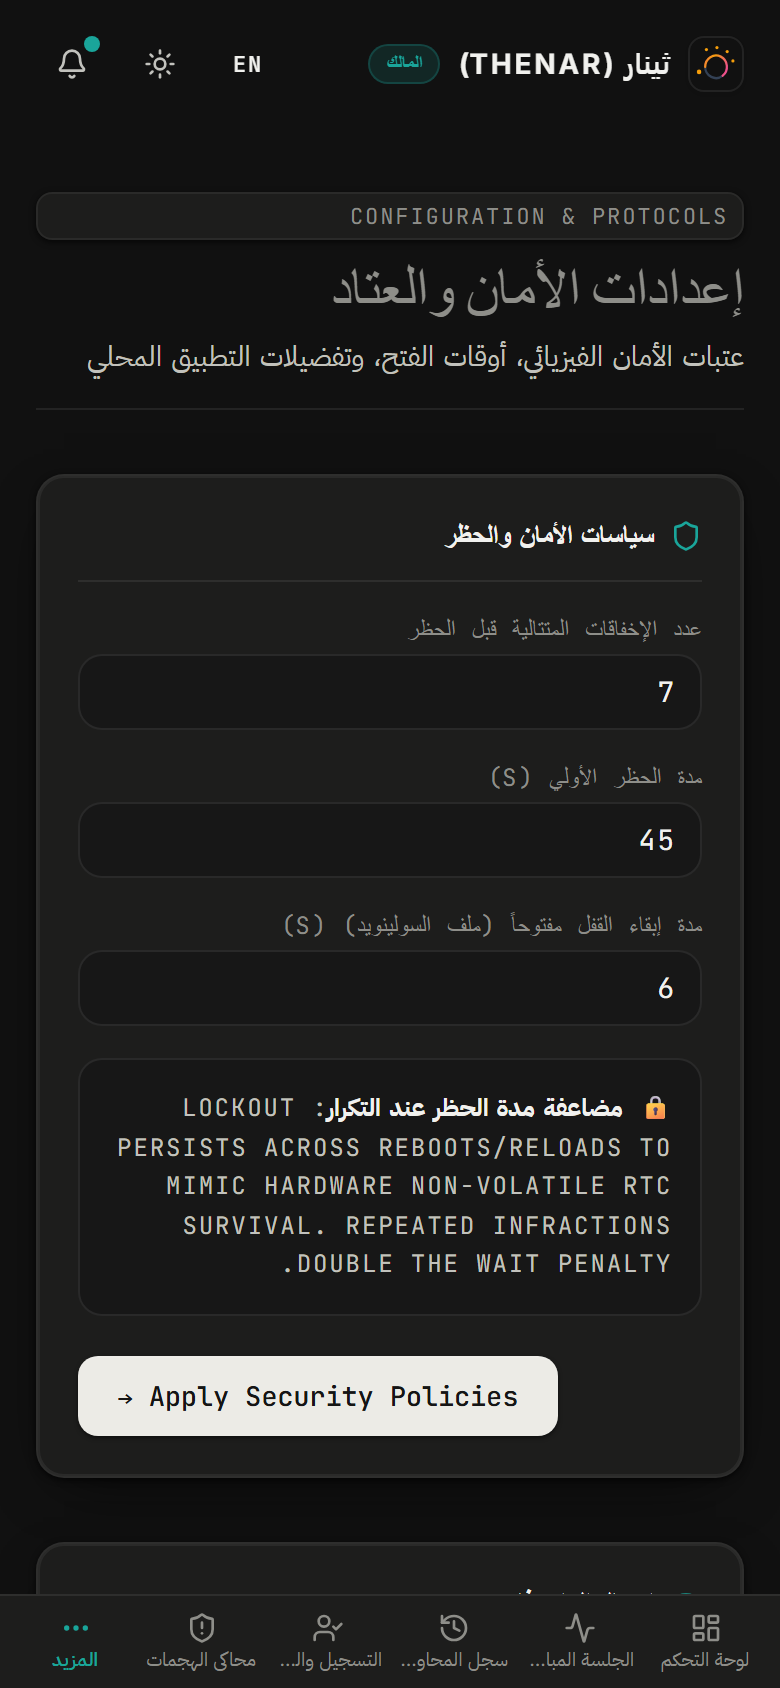 ثينار (THENAR)
المالك
EN
CONFIGURATION & PROTOCOLS
إعدادات الأمان والعتاد
عتبات الأمان الفيزيائي، أوقات الفتح، وتفضيلات التطبيق المحلي
سياسات الأمان والحظر
عدد الإخفاقات المتتالية قبل الحظر
7
مدة الحظر الأولي (S)
45
مدة إبقاء القفل مفتوحاً (ملف السولينويد) (S)
6
🔒 مضاعفة مدة الحظر عند التكرار: LOCKOUT
PERSISTS ACROSS REBOOTS/RELOADS TO
MIMIC HARDWARE NON-VOLATILE RTC
SURVIVAL. REPEATED INFRACTIONS
DOUBLE THE WAIT PENALTY.
→ Apply Security Policies
لوحة التحكم
الجلسة المبا...
سجل المحاو...
التسجيل والـ...
محاكي الهجمات
المزيد